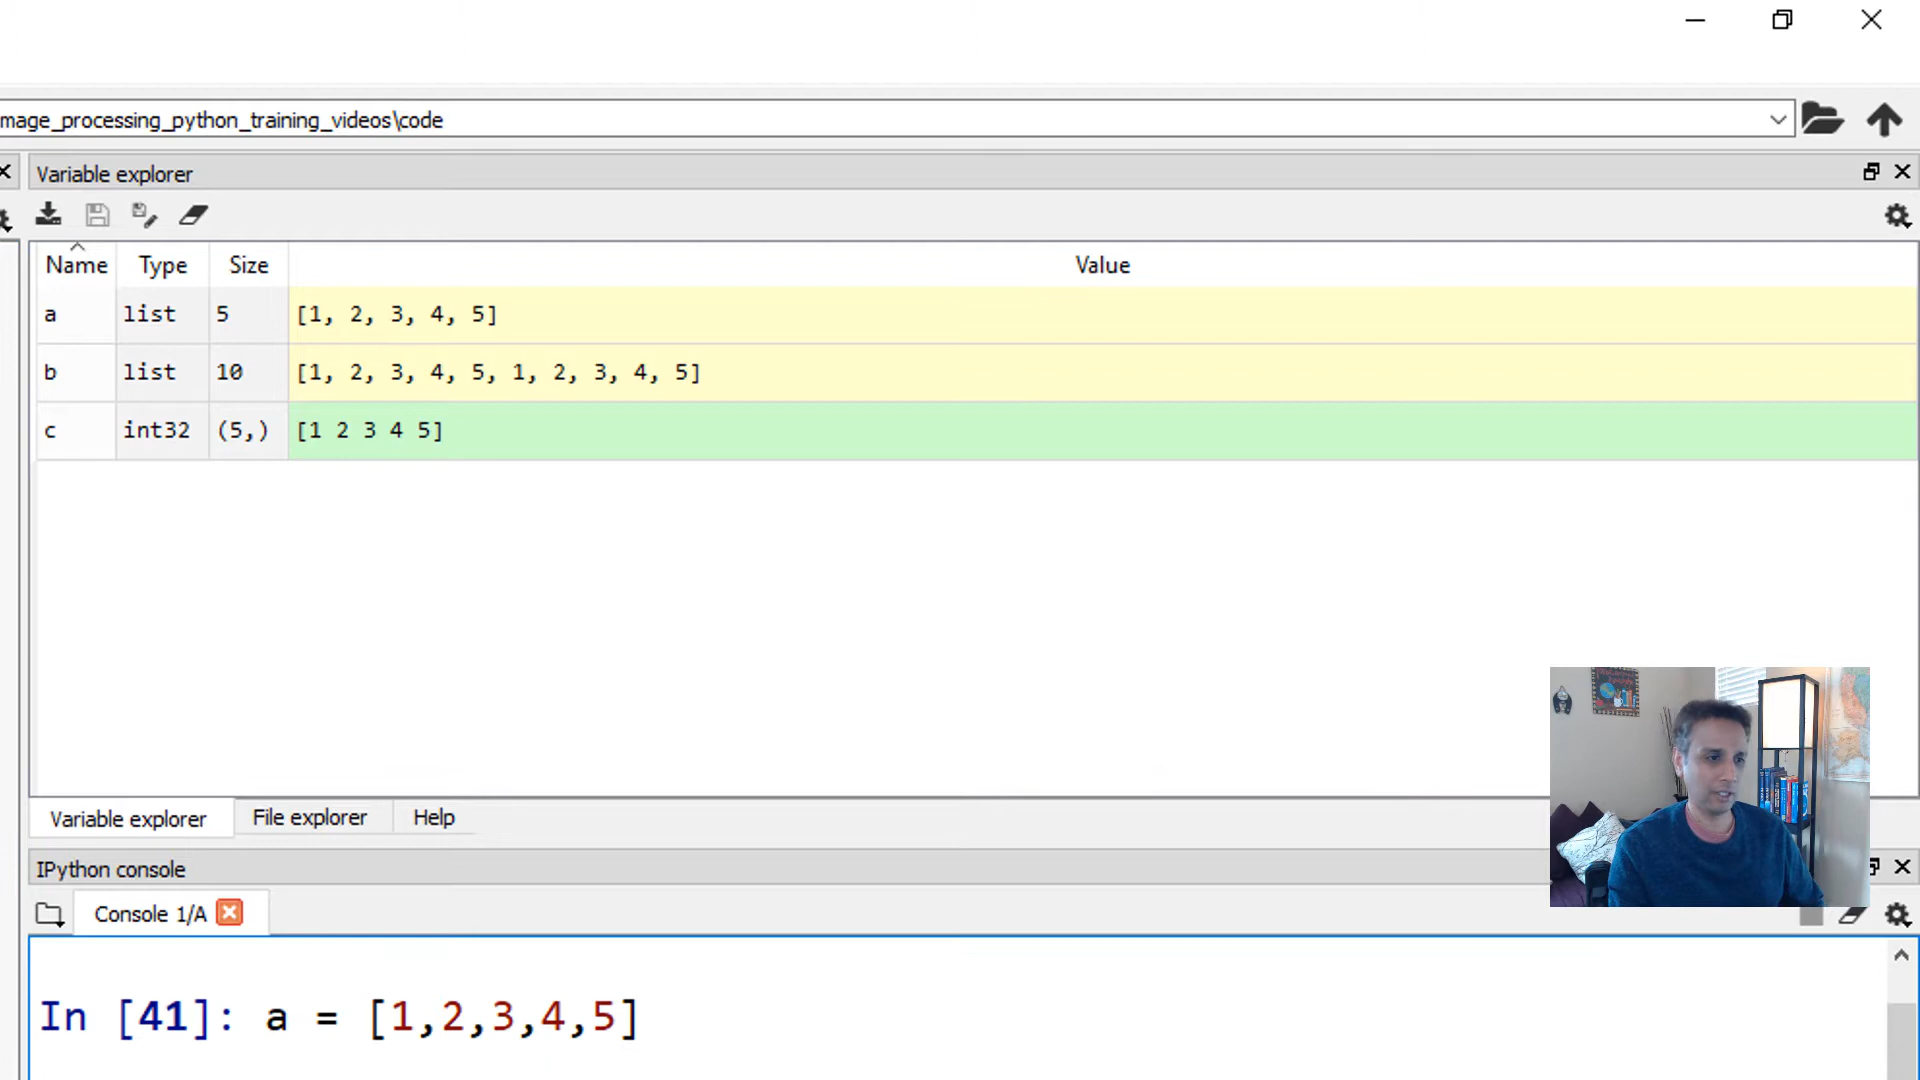 mage_processing_python_training_videos\code
Variable explorer
Name Type Size Value
a list 5 [1, 2, 3, 4, 5]
b list 10 [1, 2, 3, 4, 5, 1, 2, 3, 4, 5]
c int32 (5,) [1 2 3 4 5]
Variable explorer File explorer Help
IPython console
Console 1/A
In [41]: a = [1,2,3,4,5]